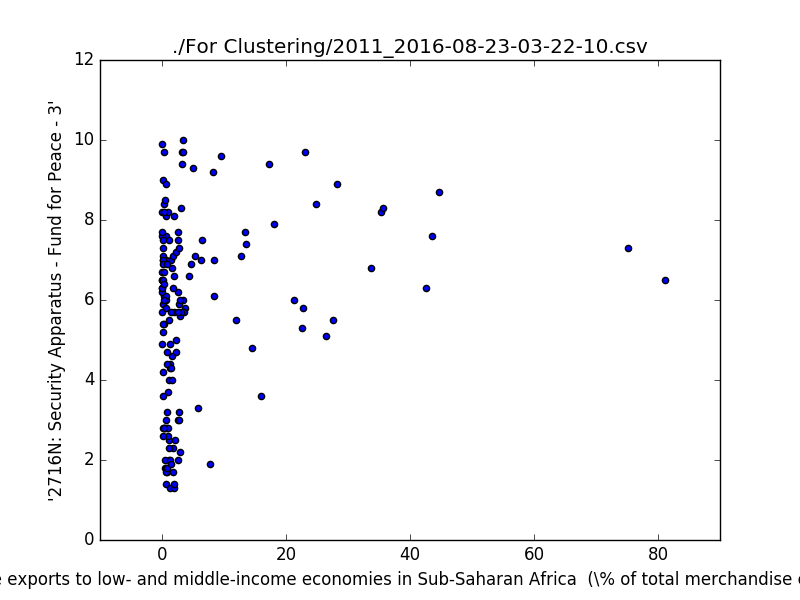 ./For Clustering/2011_2016-08-23-03-22-10.csv
12
10
8
6
4
2
0
'2716N: Security Apparatus - Fund for Peace - 3'
0 20 40 60 80
exports to low- and middle-income economies in Sub-Saharan Africa (\% of total merchandise